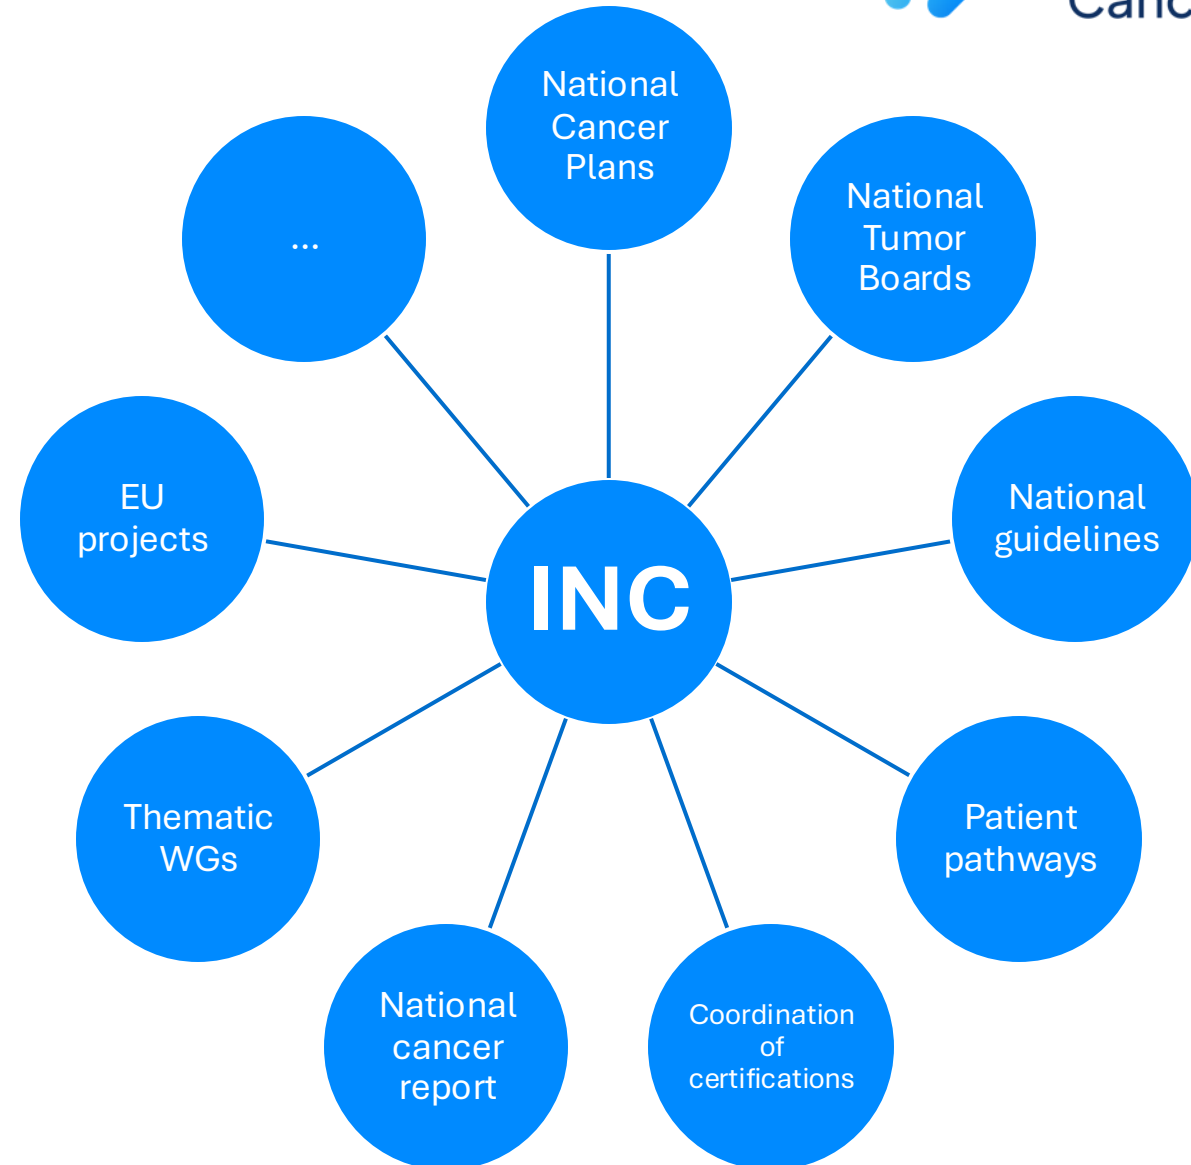 National
Cancer
Plans
National
Tumor
Boards
...
EU
projects
National
guidelines
INC
Thematic
WGs
Patient
pathways
National
cancer
report
Coordination
of
certifications